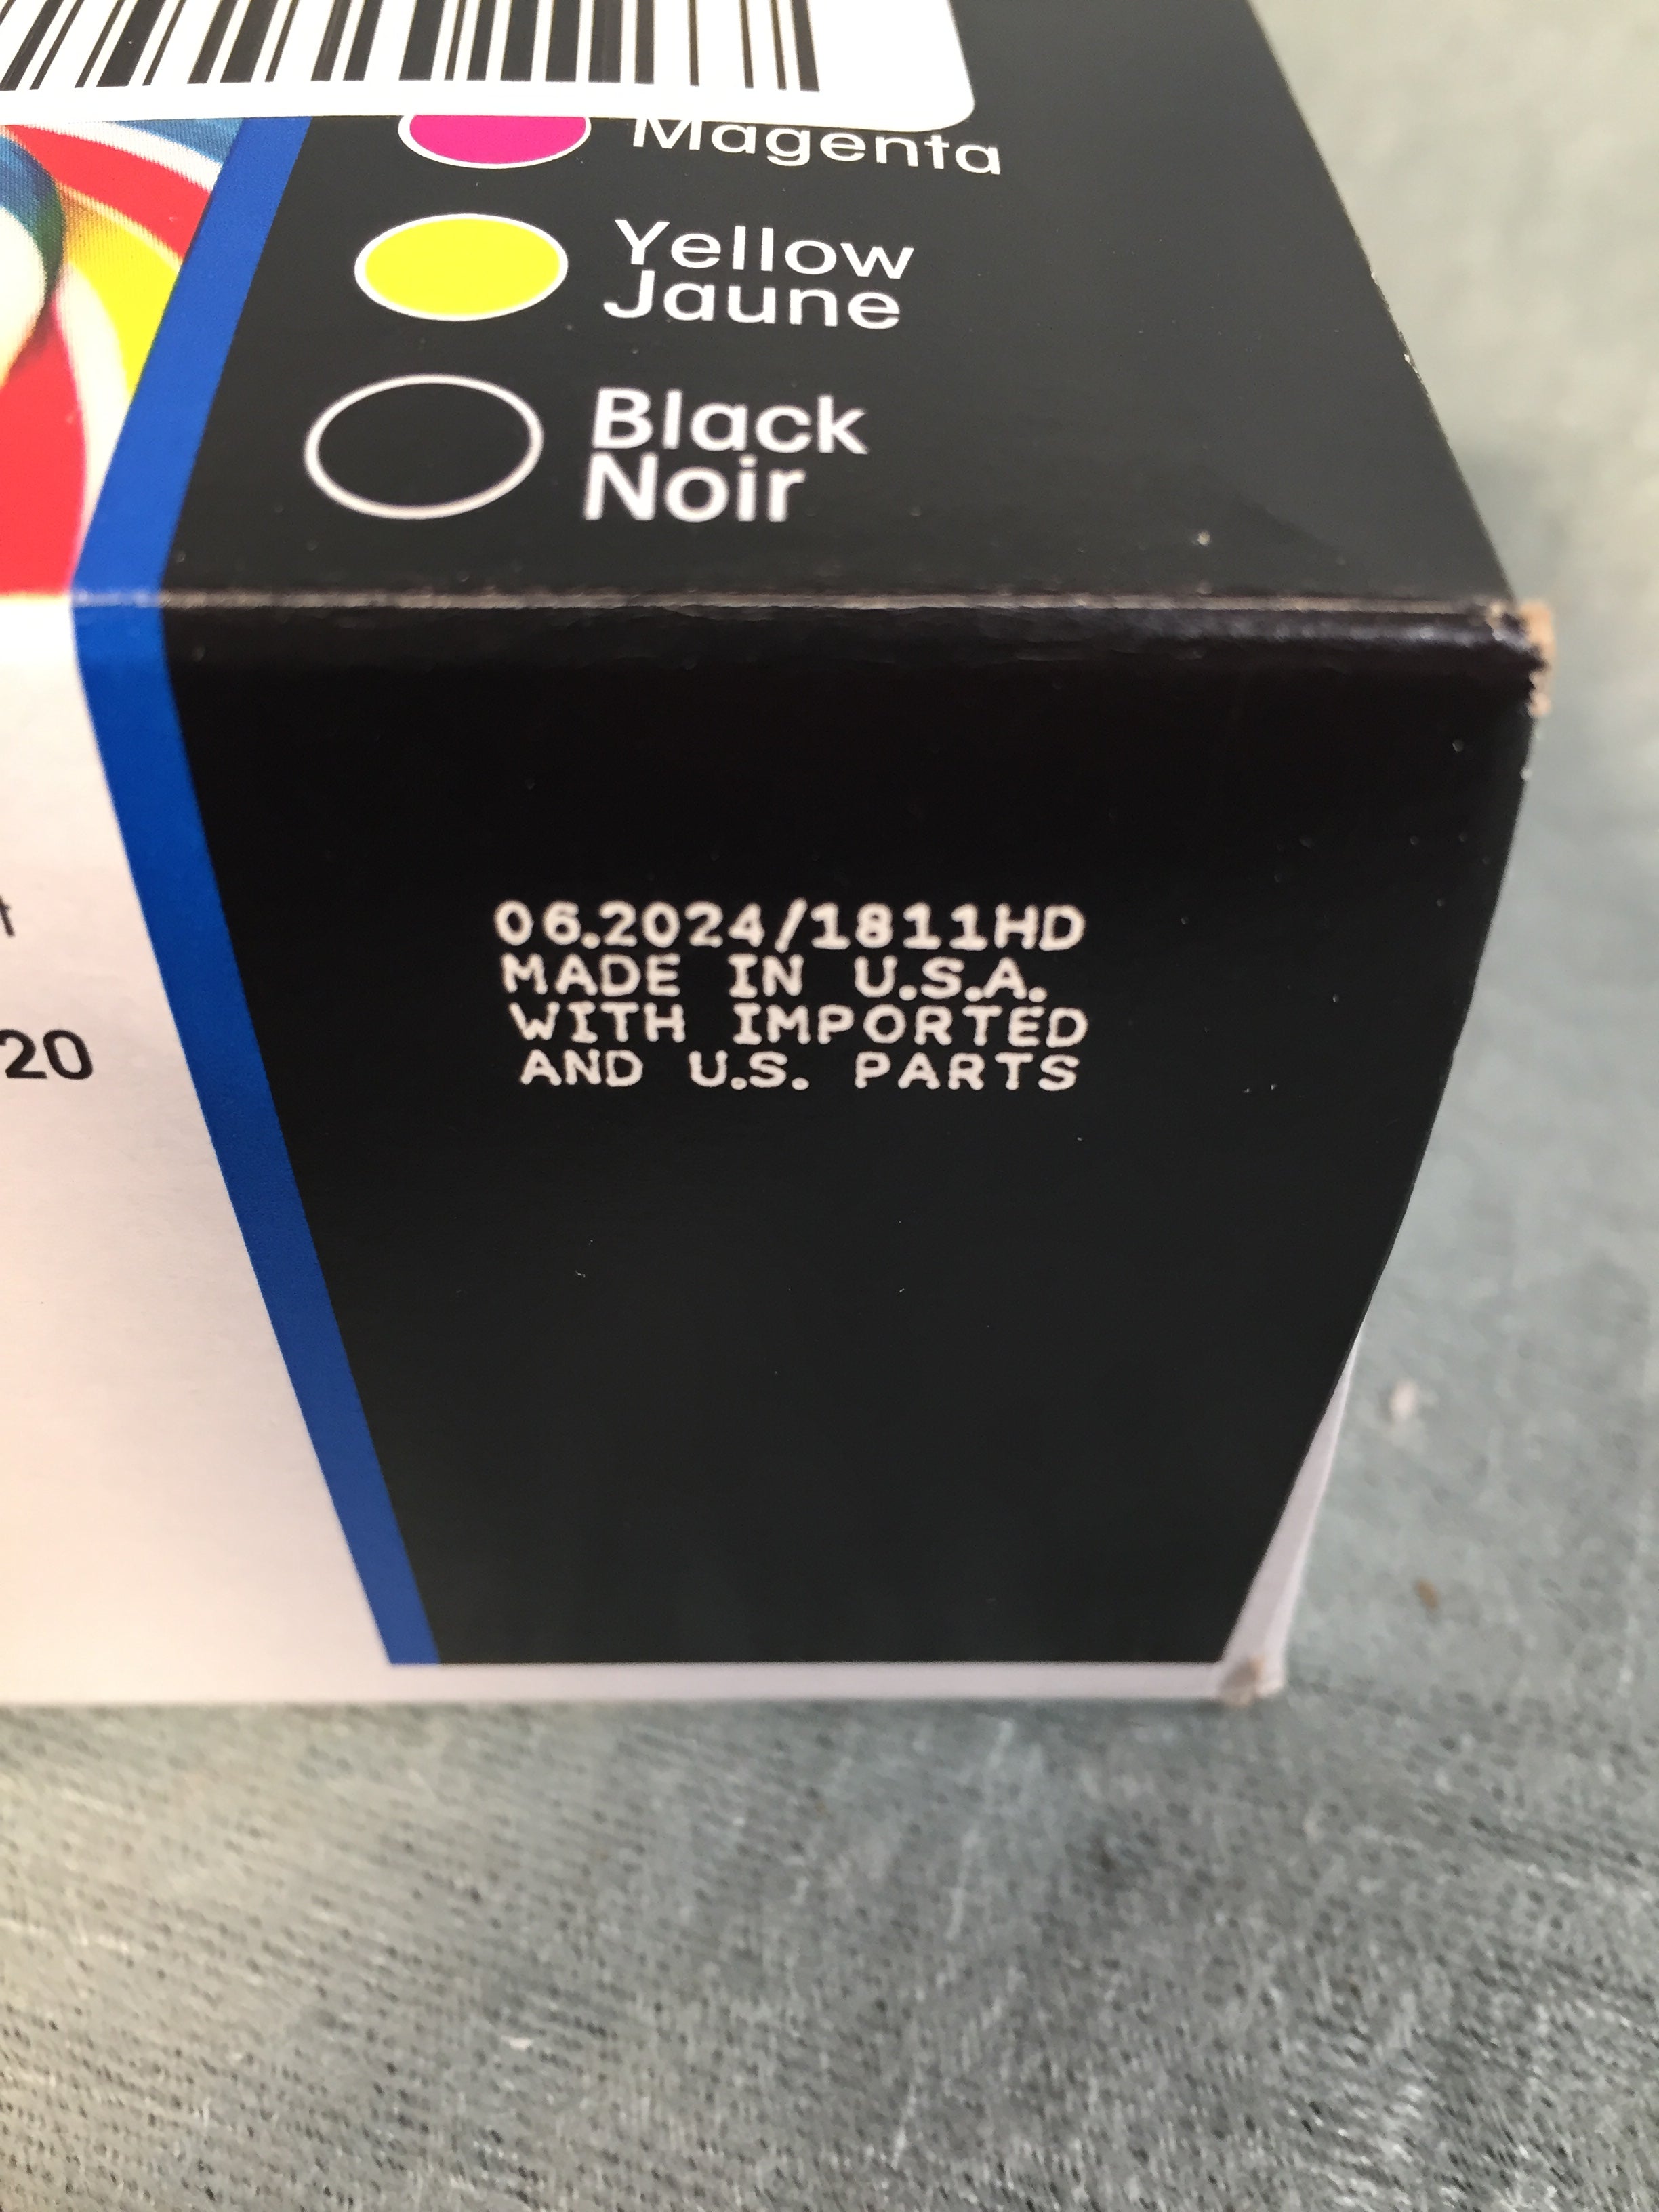 Magenta
Yellow
Jaune
Black
Noir
06.2024/1811HD
MADE IN U.S.A.
WITH IMPORTED
AND U.S. PARTS
20